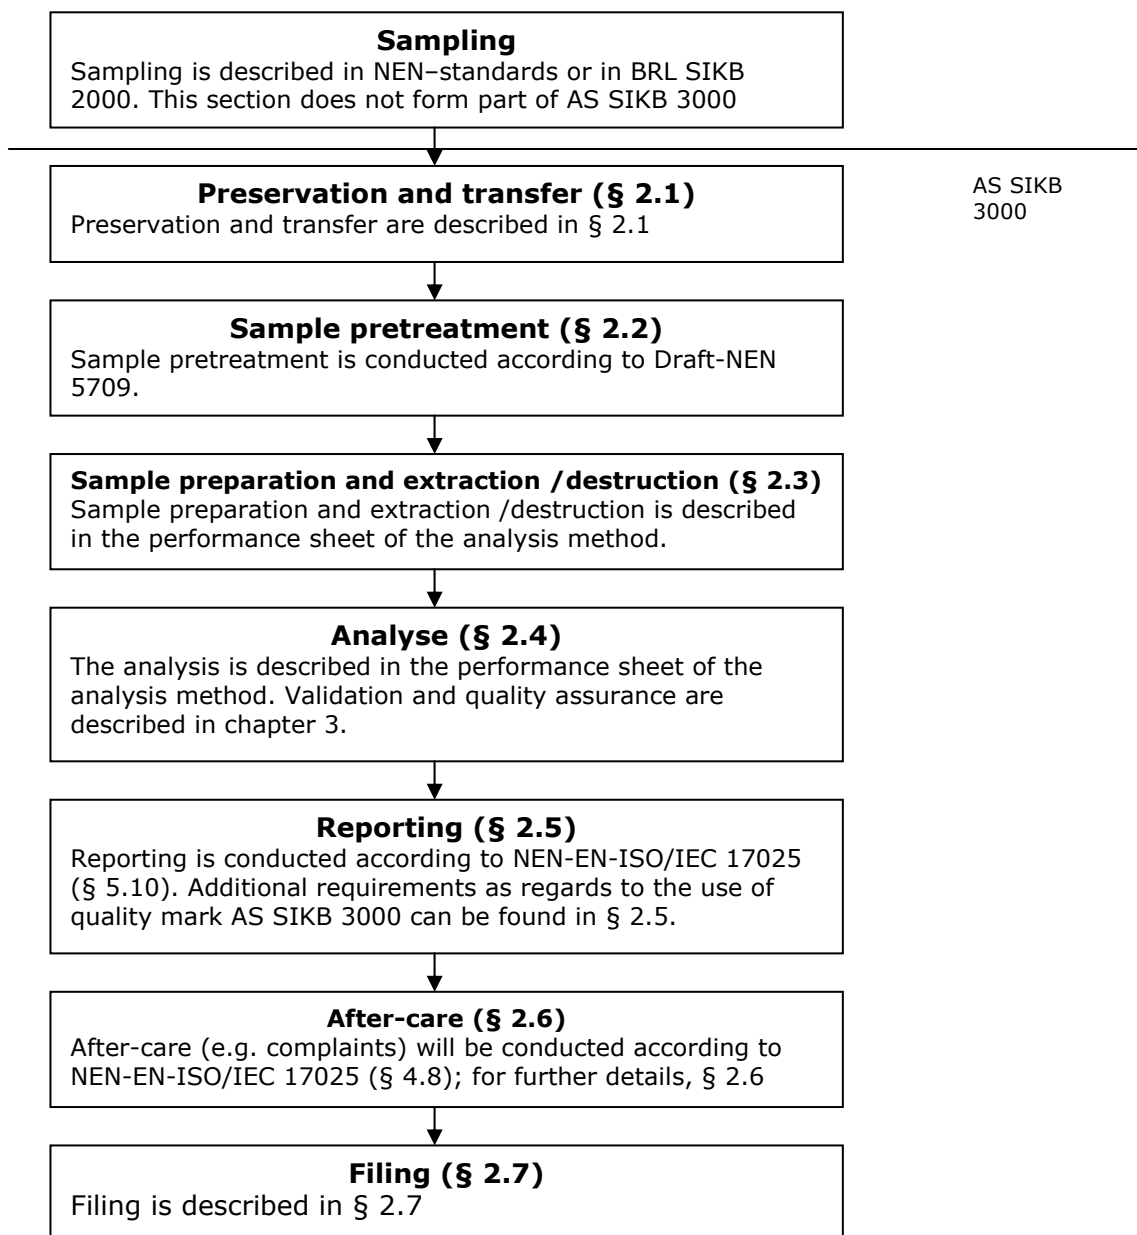 Sampling
Sampling is described in NEN–standards or in BRL SIKB
2000. This section does not form part of AS SIKB 3000
Preservation and transfer (§ 2.1)
Preservation and transfer are described in § 2.1
AS SIKB
3000
Sample pretreatment (§ 2.2)
Sample pretreatment is conducted according to Draft-NEN
5709.
Sample preparation and extraction /destruction (§ 2.3)
Sample preparation and extraction /destruction is described
in the performance sheet of the analysis method.
Analyse (§ 2.4)
The analysis is described in the performance sheet of the
analysis method. Validation and quality assurance are
described in chapter 3.
Reporting (§ 2.5)
Reporting is conducted according to NEN-EN-ISO/IEC 17025
(§ 5.10). Additional requirements as regards to the use of
quality mark AS SIKB 3000 can be found in § 2.5.
After-care (§ 2.6)
After-care (e.g. complaints) will be conducted according to
NEN-EN-ISO/IEC 17025 (§ 4.8); for further details, § 2.6
Filing (§ 2.7)
Filing is described in § 2.7